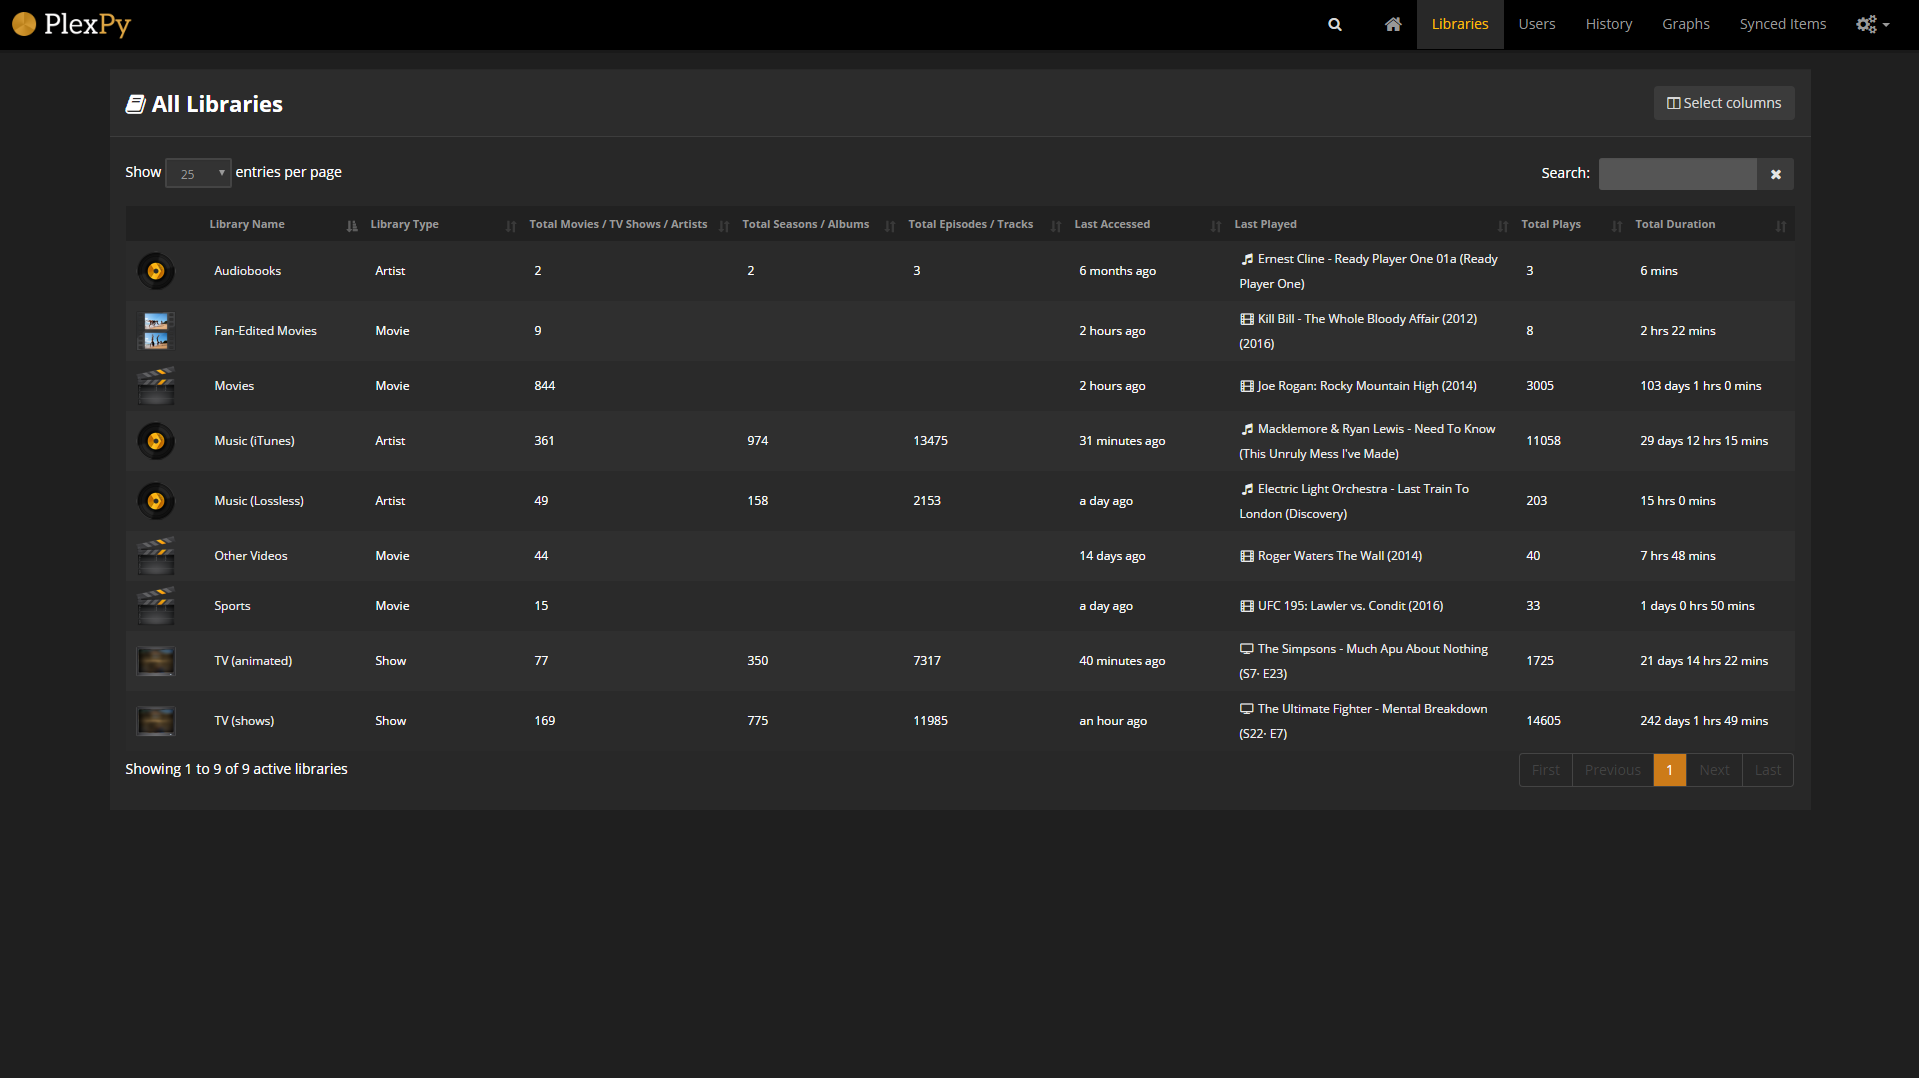 PlexPy
Libraries
Users
History
Graphs
Synced Items
All Libraries
Select columns
Show 25 entries per page
Search:
Library Name
Library Type
Total Movies / TV Shows / Artists
Total Seasons / Albums
Total Episodes / Tracks
Last Accessed
Last Played
Total Plays
Total Duration
Audiobooks
Artist
2
2
3
6 months ago
Ernest Cline - Ready Player One 01a (Ready
Player One)
3
6 mins
Fan-Edited Movies
Movie
9
2 hours ago
Kill Bill - The Whole Bloody Affair (2012)
(2016)
8
2 hrs 22 mins
Movies
Movie
844
2 hours ago
Joe Rogan: Rocky Mountain High (2014)
3005
103 days 1 hrs 0 mins
Music (iTunes)
Artist
361
974
13475
31 minutes ago
Macklemore & Ryan Lewis - Need To Know
(This Unruly Mess I've Made)
11058
29 days 12 hrs 15 mins
Music (Lossless)
Artist
49
158
2153
a day ago
Electric Light Orchestra - Last Train To
London (Discovery)
203
15 hrs 0 mins
Other Videos
Movie
44
14 days ago
Roger Waters The Wall (2014)
40
7 hrs 48 mins
Sports
Movie
15
a day ago
UFC 195: Lawler vs. Condit (2016)
33
1 days 0 hrs 50 mins
TV (animated)
Show
77
350
7317
40 minutes ago
The Simpsons - Much Apu About Nothing
(S7· E23)
1725
21 days 14 hrs 22 mins
TV (shows)
Show
169
775
11985
an hour ago
The Ultimate Fighter - Mental Breakdown
(S22· E7)
14605
242 days 1 hrs 49 mins
Showing 1 to 9 of 9 active libraries
First
Previous
1
Next
Last